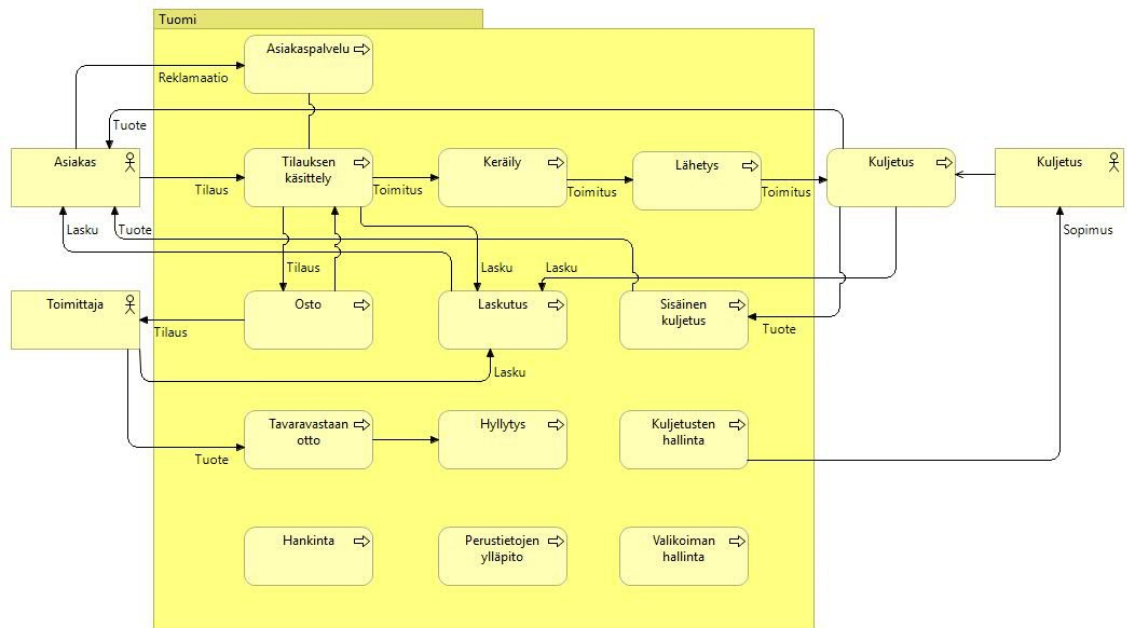 Tuomi
Asiakaspalvelu
Reklamaatio
Tuote
Asiakas
Tilauksen
käsittely
Keräily
Lähetys
Kuljetus
Kuljetus
Tilaus
Toimitus
Toimitus
Toimitus
Lasku
Tuote
Sopimus
Tilaus
Lasku
Lasku
Toimittaja
Osto
Laskutus
Sisäinen
kuljetus
Tilaus
Tuote
Lasku
Tavaravastaan
otto
Hyllytys
Kuljetusten
hallinta
Tuote
Hankinta
Perustietojen
ylläpito
Valikoiman
hallinta